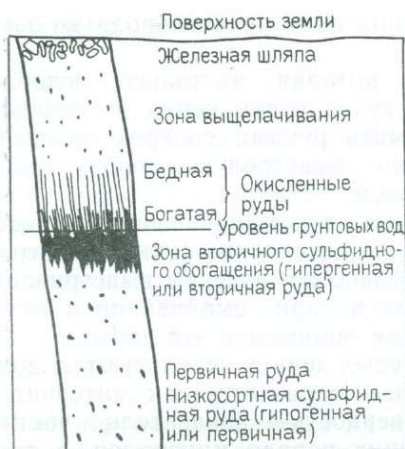 Поверхность земли
Железная шляпа
Зона выщелачивания
Бедная
Окисленные
руды
Богатая
Уровень грунтовых вод
Зона вторичного сульфидно-
го обогащения (гипергенная
или вторичная руда)
Первичная руда
Низкосортная сульфид-
ная руда (гипогенная
или первичная)